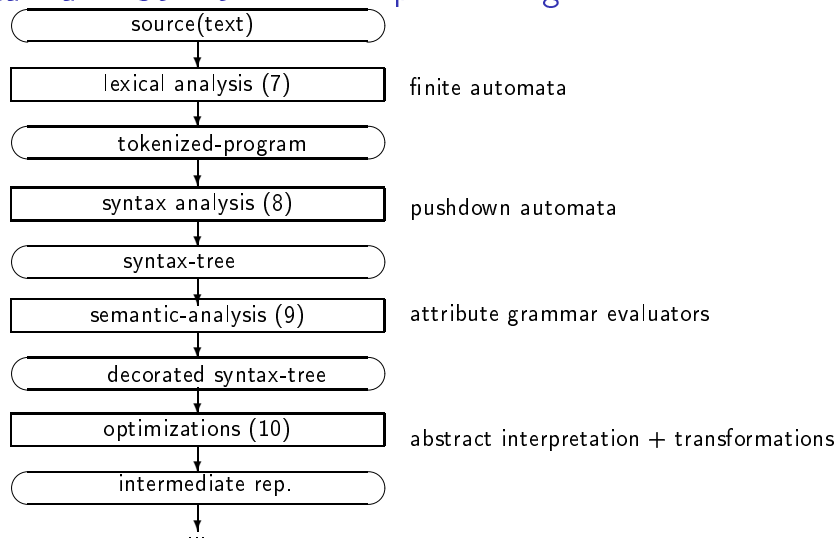 source(text)
lexical analysis (7)
finite automata
tokenized-program
syntax analysis (8)
pushdown automata
syntax-tree
semantic-analysis (9)
attribute grammar evaluators
decorated syntax-tree
optimizations (10)
abstract interpretation + transformations
intermediate rep.
...